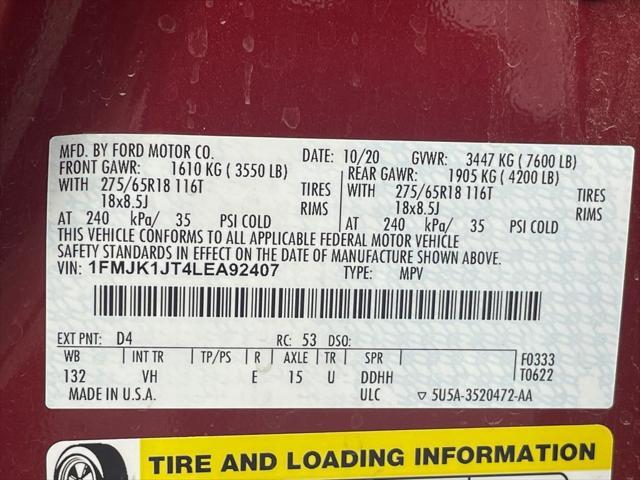 MFD. BY FORD MOTOR CO. DATE: 10/20 GVWR: 3447 KG ( 7600 LB)
FRONT GAWR: 1610 KG ( 3550 LB) REAR GAWR: 1905 KG ( 4200 LB)
WITH 275/65R18 116T TIRES WITH 275/65R18 116T TIRES
18x8.5J RIMS 18x8.5J RIMS
AT 240 kPa/ 35 PSI COLD AT 240 kPa/ 35 PSI COLD
THIS VEHICLE CONFORMS TO ALL APPLICABLE FEDERAL MOTOR VEHICLE
SAFETY STANDARDS IN EFFECT ON THE DATE OF MANUFACTURE SHOWN ABOVE.
VIN: 1FMJK1JT4LEA92407 TYPE: MPV
EXT PNT: D4 RC: 53 DSO:
WB INT TR TP/PS R AXLE TR SPR F0333
132 VH E 15 U DDHH T0622
MADE IN U.S.A. ULC ▽ 5U5A-3520472-AA
TIRE AND LOADING INFORMATION